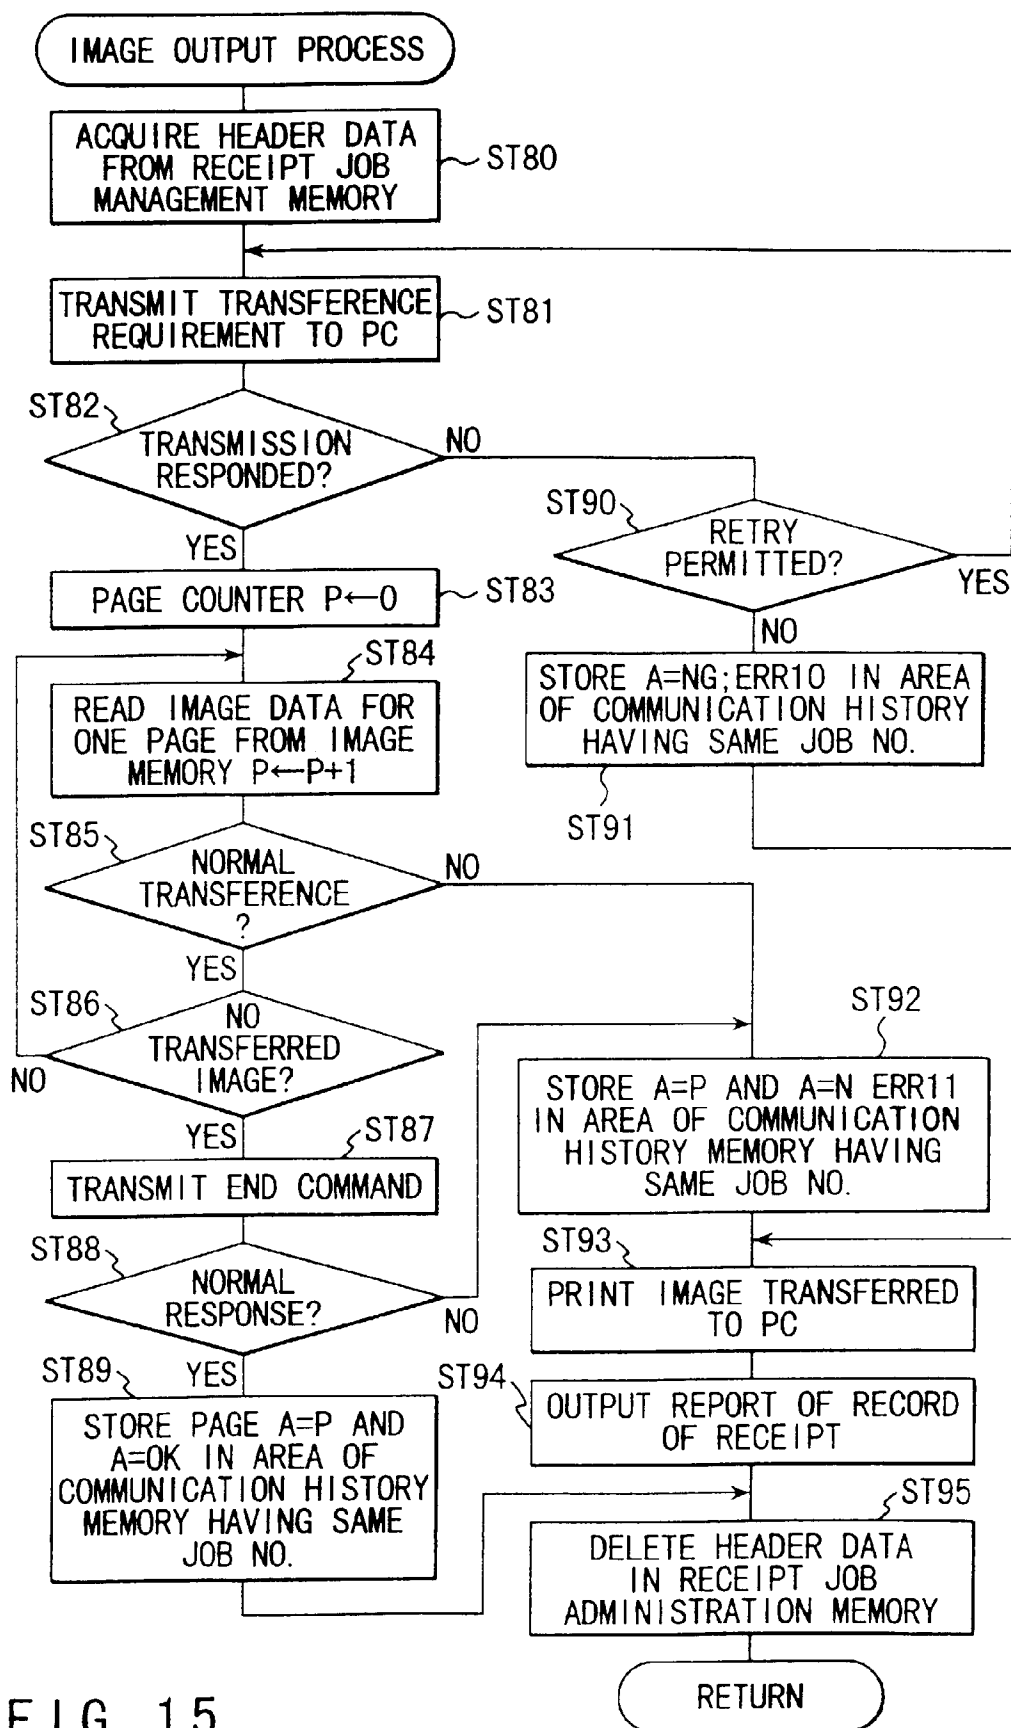 IMAGE OUTPUT PROCESS
ACQUIRE HEADER DATA
FROM RECEIPT JOB
MANAGEMENT MEMORY
ST80
TRANSMIT TRANSFERENCE
REQUIREMENT TO PC
ST81
ST82
TRANSMISSION
RESPONDED?
NO
YES
PAGE COUNTER P←0
ST83
ST84
READ IMAGE DATA FOR
ONE PAGE FROM IMAGE
MEMORY P←P+1
ST85
NORMAL
TRANSFERENCE
?
NO
YES
ST86
NO
TRANSFERRED
IMAGE?
NO
YES
ST87
TRANSMIT END COMMAND
ST88
NORMAL
RESPONSE?
NO
YES
ST89
STORE PAGE A=P AND
A=OK IN AREA OF
COMMUNICATION HISTORY
MEMORY HAVING SAME
JOB NO.
ST90
RETRY
PERMITTED?
YES
NO
STORE A=NG;ERR10 IN AREA
OF COMMUNICATION HISTORY
HAVING SAME JOB NO.
ST91
ST92
STORE A=P AND A=N ERR11
IN AREA OF COMMUNICATION
HISTORY MEMORY HAVING
SAME JOB NO.
ST93
PRINT IMAGE TRANSFERRED
TO PC
ST94
OUTPUT REPORT OF RECORD
OF RECEIPT
ST95
DELETE HEADER DATA
IN RECEIPT JOB
ADMINISTRATION MEMORY
RETURN
FIG. 15